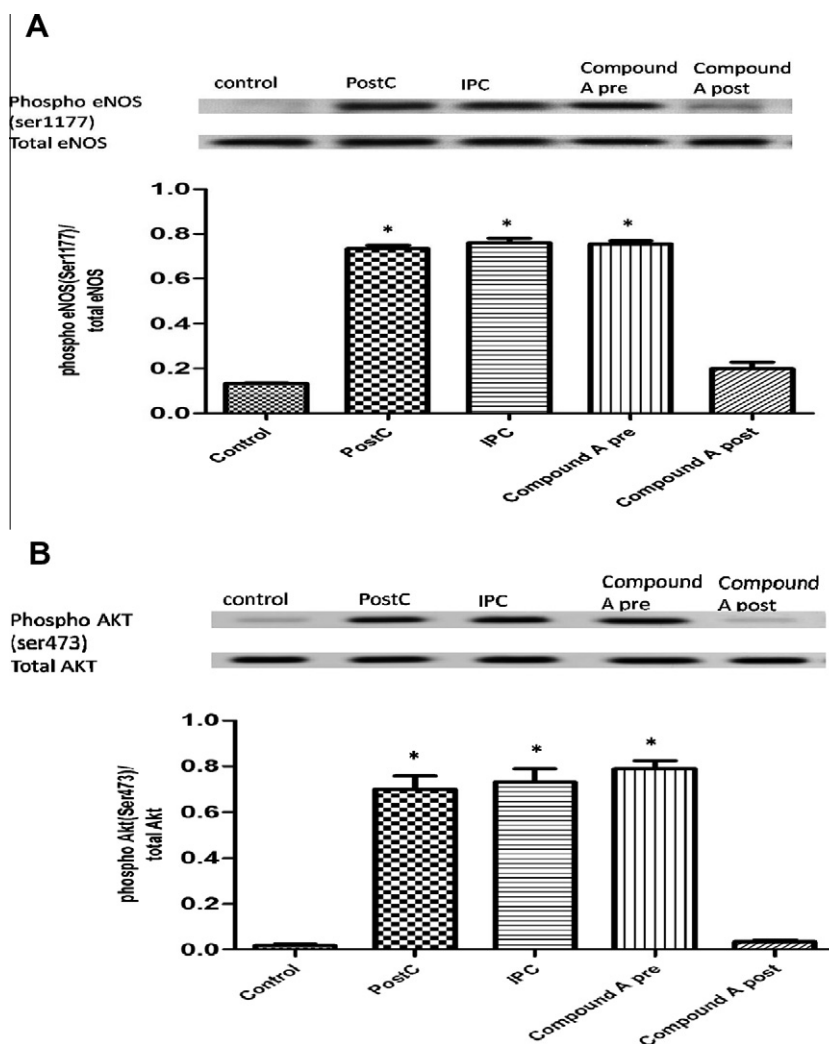 A
control PostC IPC Compound A pre Compound A post
Phospho eNOS
(ser1177)
Total eNOS
phospho eNOS(Ser1177)/
total eNOS
1.0
0.8
0.6
0.4
0.2
0.0
* * *
Control PostC IPC Compound A pre Compound A post
B
control PostC IPC Compound A pre Compound A post
Phospho AKT
(ser473)
Total AKT
phospho Akt(Ser473)/
total Akt
1.0
0.8
0.6
0.4
0.2
0.0
* * *
Control PostC IPC Compound A pre Compound A post